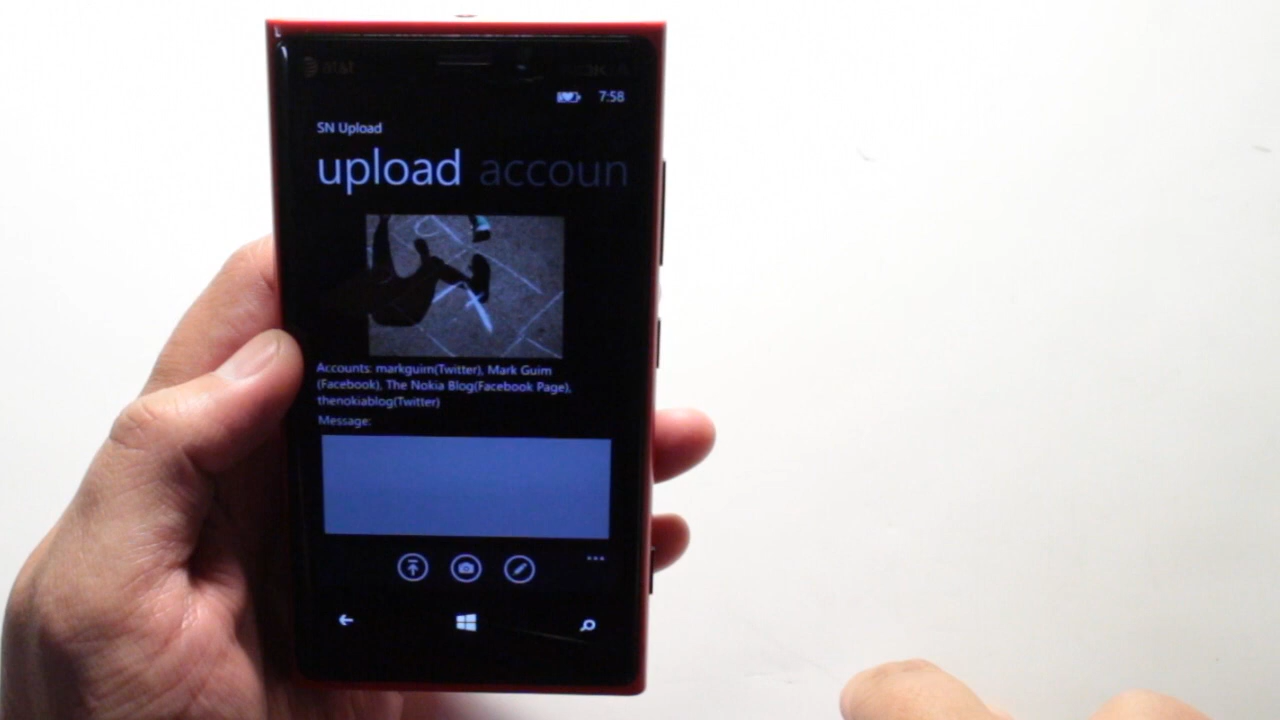 at&t
7:58
SN Upload
upload accoun
Accounts: markguim(Twitter), Mark Guim
(Facebook), The Nokia Blog(Facebook Page),
thenokiablog(Twitter)
Message: